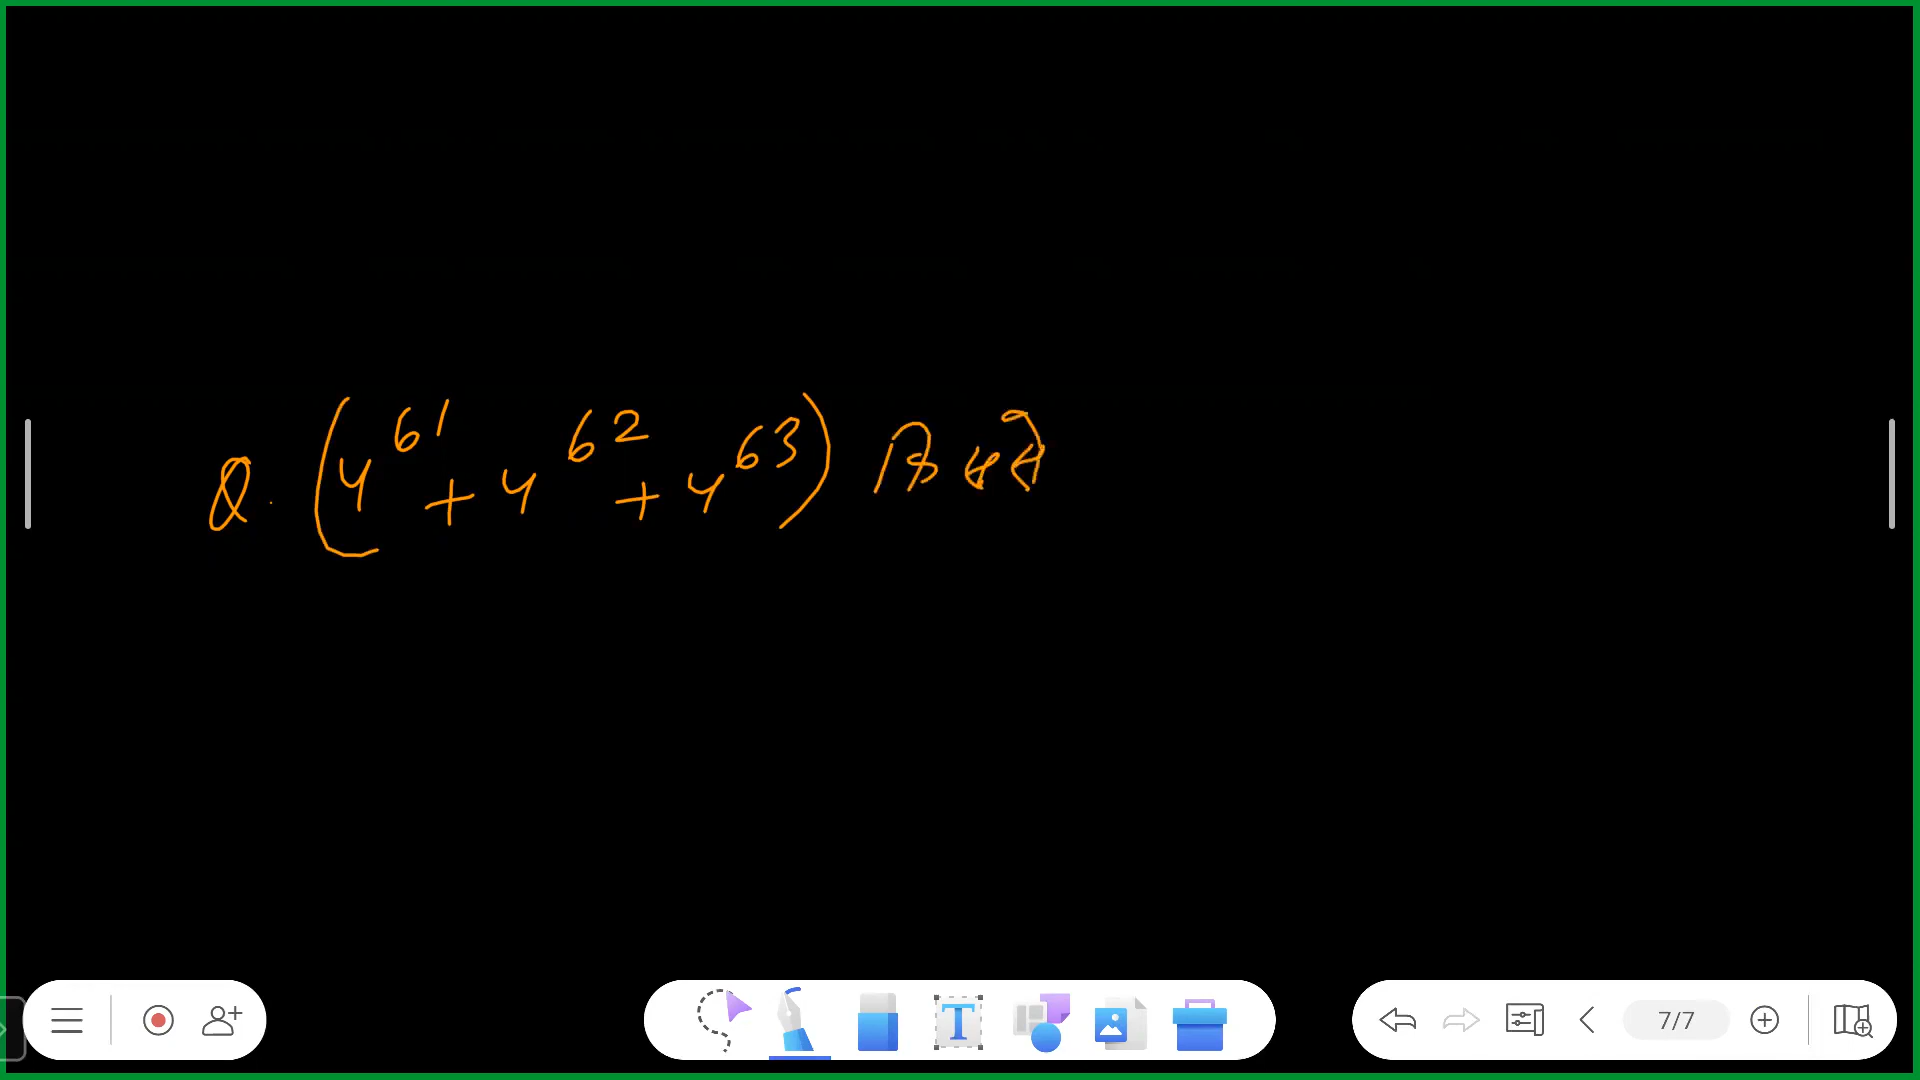 Q. (4⁶¹ + 4⁶² + 4⁶³)
7/7